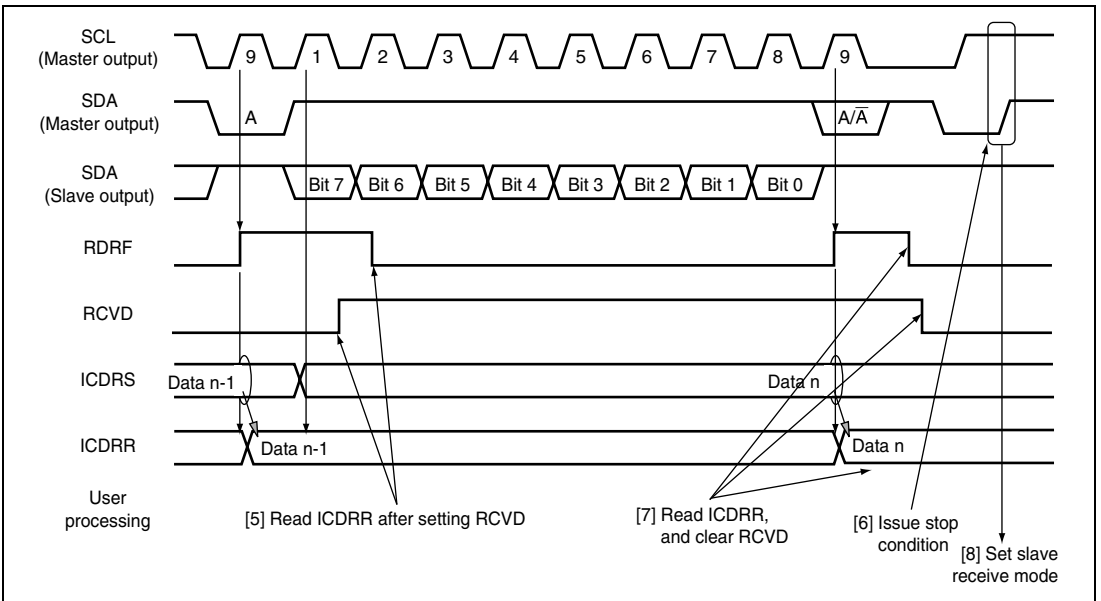 SCL
(Master output)
9 1 2 3 4 5 6 7 8 9
SDA
(Master output)
A A/A̅
SDA
(Slave output)
Bit 7 Bit 6 Bit 5 Bit 4 Bit 3 Bit 2 Bit 1 Bit 0
RDRF
RCVD
ICDRS
Data n-1 Data n
ICDRR
Data n-1 Data n
User
processing
[5] Read ICDRR after setting RCVD
[7] Read ICDRR,
and clear RCVD
[6] Issue stop
condition
[8] Set slave
receive mode